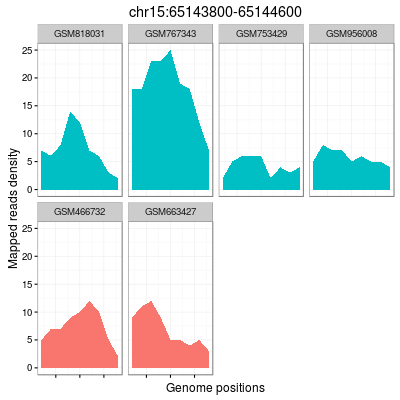 chr15:65143800-65144600
GSM818031 GSM767343 GSM753429 GSM956008
25
20
15
10
5
0
Mapped reads density
GSM466732 GSM663427
25
20
15
10
5
0
Genome positions